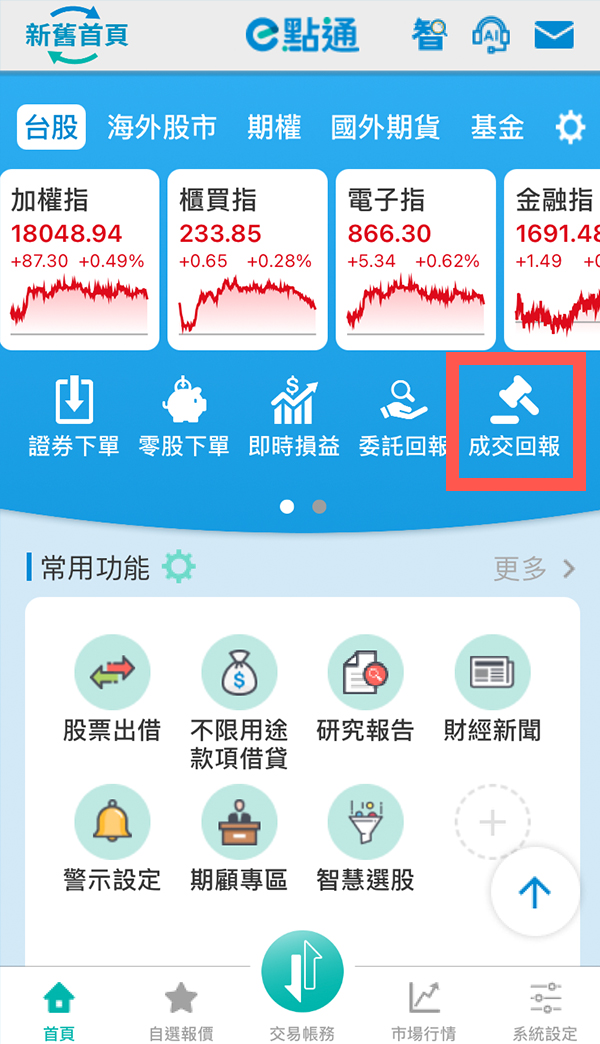 新舊首頁
e點通
智
AI
台股 海外股市 期權 國外期貨 基金
加權指 櫃買指 電子指 金融指
18048.94 233.85 866.30 1691.48
+87.30 +0.49% +0.65 +0.28% +5.34 +0.62% +1.49
證券下單 零股下單 即時損益 委託回報 成交回報
常用功能 更多
股票出借 不限用途 研究報告 財經新聞
款項借貸
警示設定 期顧專區 智慧選股
首頁 自選報價 交易帳務 市場行情 系統設定